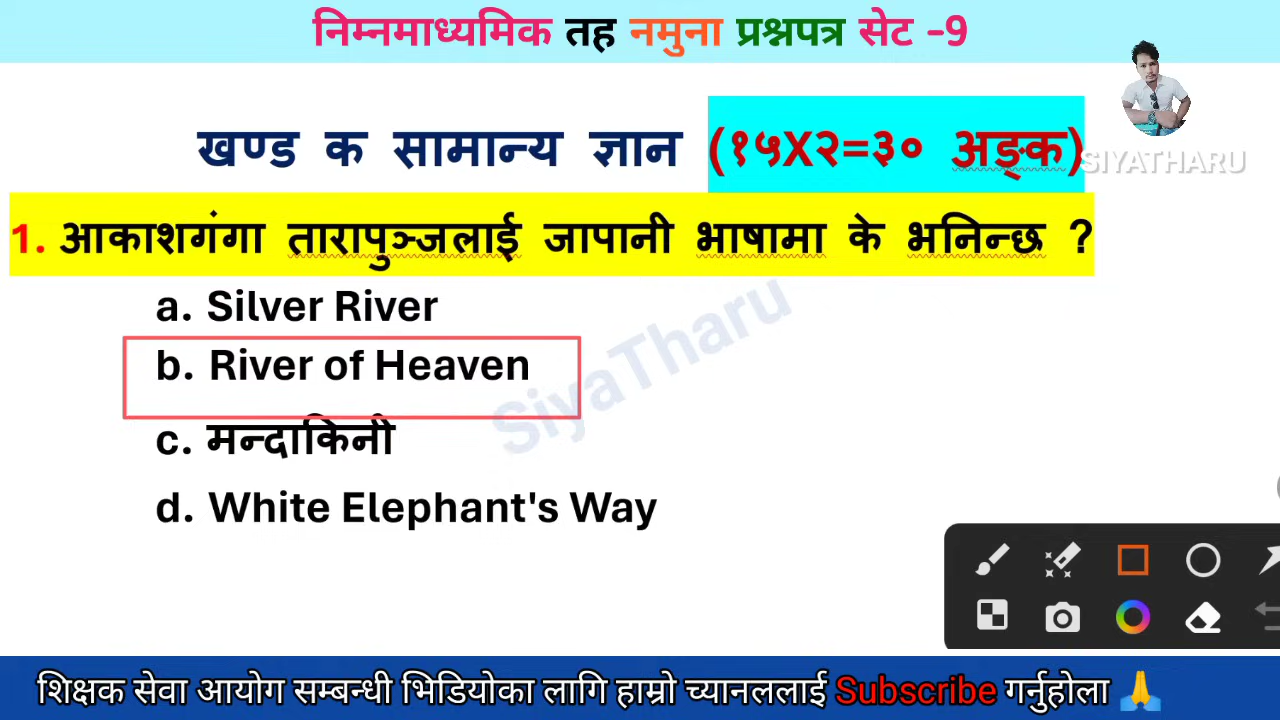 निम्नमाध्यमिक तह नमुना प्रश्नपत्र सेट -9
खण्ड क सामान्य ज्ञान (१५X२=३० अङ्क)
SIYATHARU
1. आकाशगंगा तारापुञ्जलाई जापानी भाषामा के भनिन्छ ?
a. Silver River
b. River of Heaven
c. मन्दाकिनी
d. White Elephant's Way
SiyaTharu
शिक्षक सेवा आयोग सम्बन्धी भिडियोका लागि हाम्रो च्यानललाई Subscribe गर्नुहोला 🙏